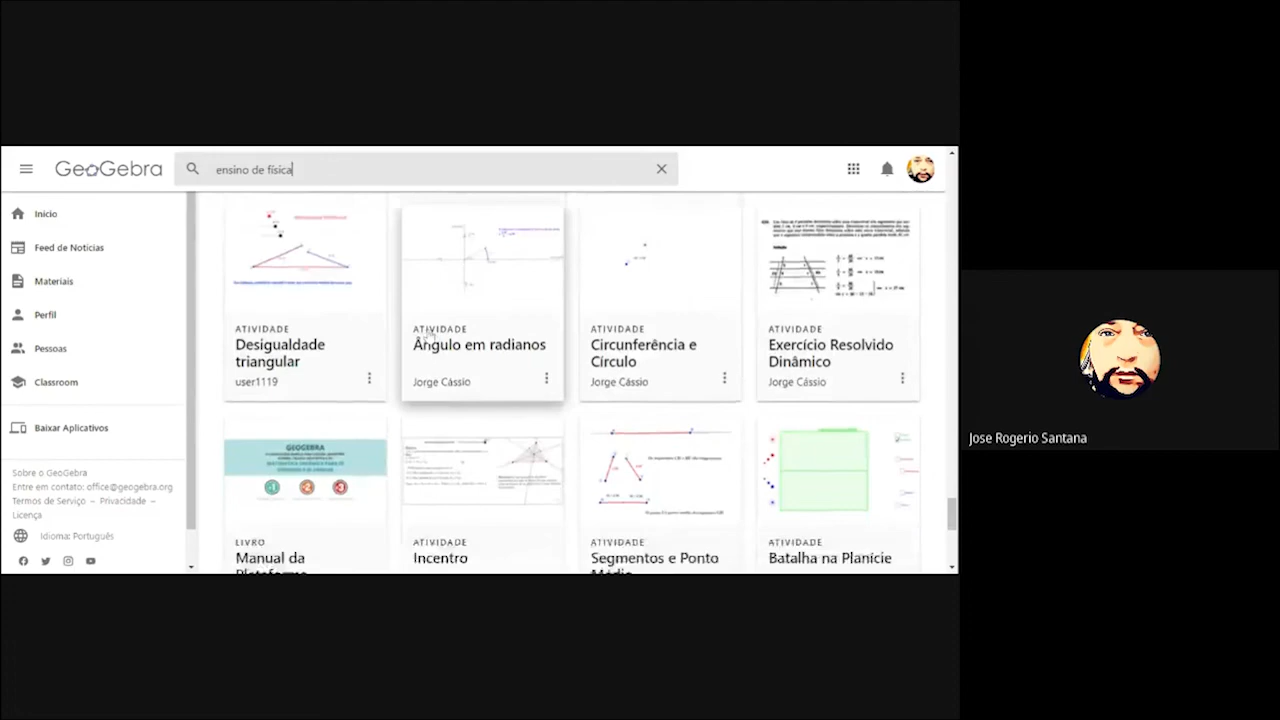 GeoGebra
ensino de física
Inicio
Feed de Notícias
Materiais
Perfil
Pessoas
Classroom
Baixar Aplicativos
Sobre o GeoGebra
Entre em contato: office@geogebra.org
Termos de Serviço – Privacidade –
Licença
Idioma: Português
ATIVIDADE
Desigualdade
triangular
user1119
ATIVIDADE
Ângulo em radianos
Jorge Cássio
ATIVIDADE
Circunferência e
Círculo
Jorge Cássio
ATIVIDADE
Exercício Resolvido
Dinâmico
Jorge Cássio
GEOGEBRA
LIVRO
Manual da
Plataforma
ATIVIDADE
Incentro
ATIVIDADE
Segmentos e Ponto
Médio
ATIVIDADE
Batalha na Planície
Jose Rogerio Santana